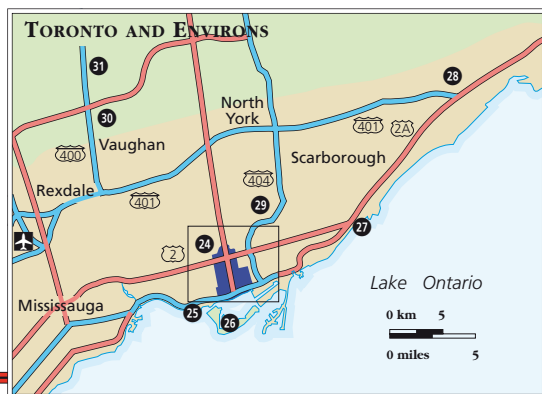 TORONTO AND ENVIRONS
31
28
30
North
York
401
2A
400
Vaughan
Scarborough
404
Rexdale
401
29
24
27
2
Lake Ontario
Mississauga
25
26
0 km 5
0 miles 5